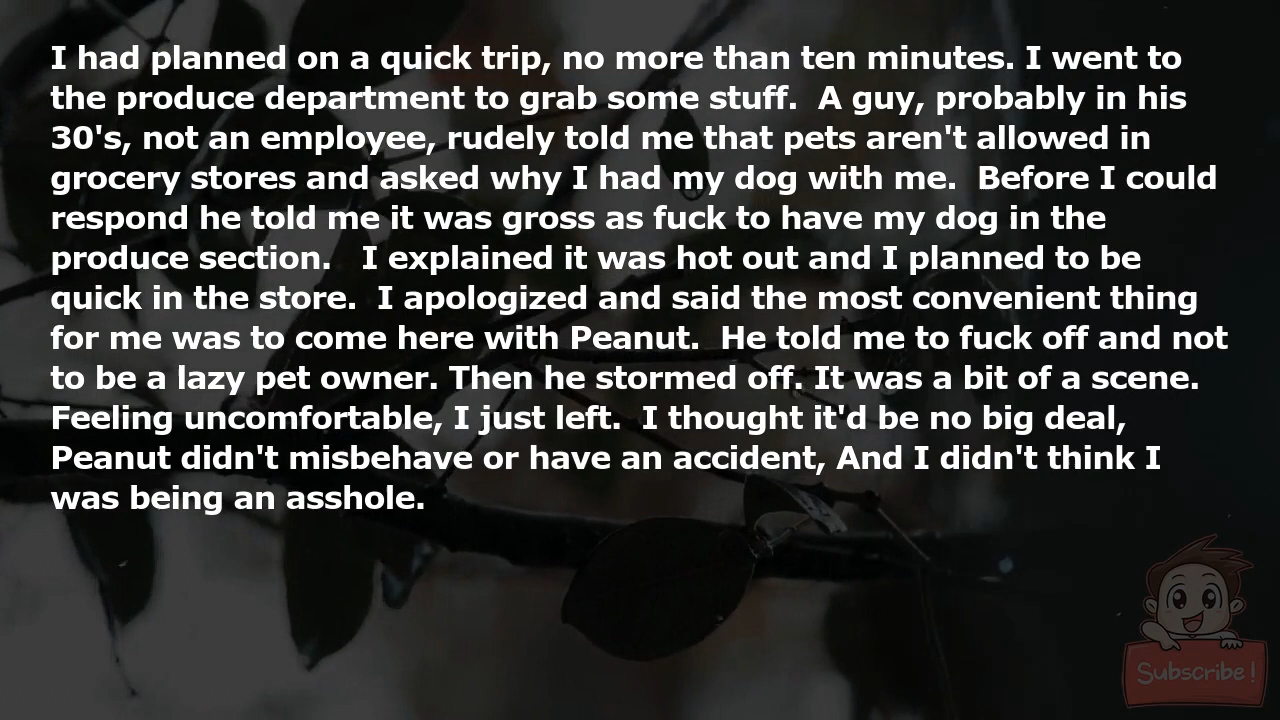 I had planned on a quick trip, no more than ten minutes. I went to
the produce department to grab some stuff.  A guy, probably in his
30's, not an employee, rudely told me that pets aren't allowed in
grocery stores and asked why I had my dog with me.  Before I could
respond he told me it was gross as fuck to have my dog in the
produce section.   I explained it was hot out and I planned to be
quick in the store.  I apologized and said the most convenient thing
for me was to come here with Peanut.  He told me to fuck off and not
to be a lazy pet owner. Then he stormed off. It was a bit of a scene.
Feeling uncomfortable, I just left.  I thought it'd be no big deal,
Peanut didn't misbehave or have an accident, And I didn't think I
was being an asshole.
Subscribe!